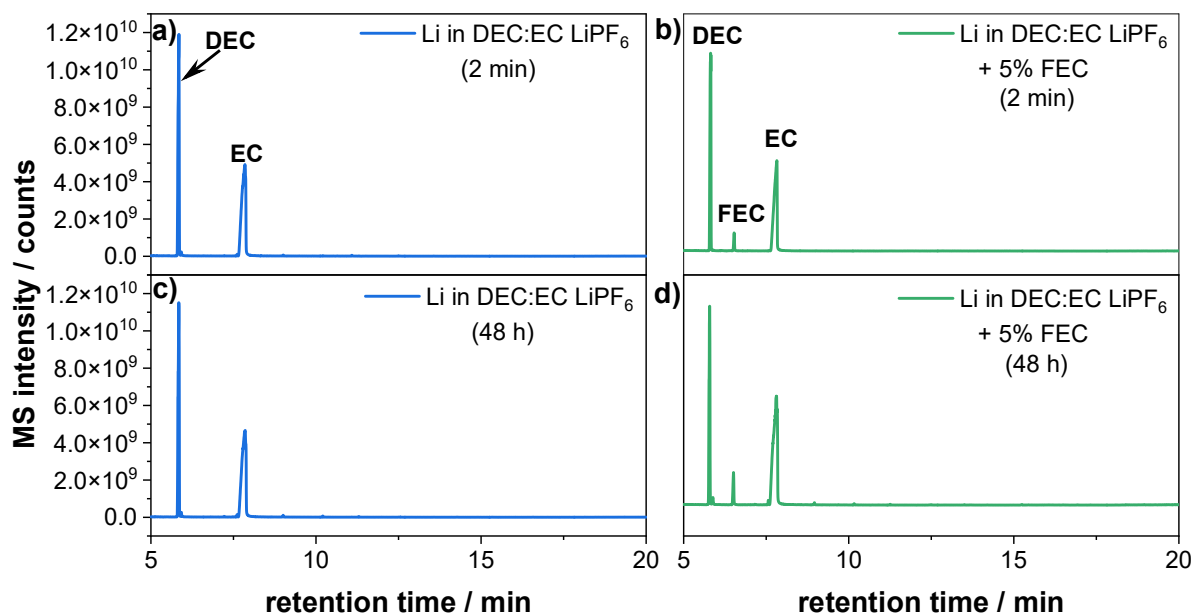 MS intensity / counts
a)
1.2×10¹⁰
1.0×10¹⁰
8.0×10⁹
6.0×10⁹
4.0×10⁹
2.0×10⁹
0.0
DEC
EC
Li in DEC:EC LiPF₆
(2 min)
b)
DEC
FEC
EC
Li in DEC:EC LiPF₆
+ 5% FEC
(2 min)
c)
1.2×10¹⁰
1.0×10¹⁰
8.0×10⁹
6.0×10⁹
4.0×10⁹
2.0×10⁹
0.0
Li in DEC:EC LiPF₆
(48 h)
5 10 15 20
retention time / min
d)
Li in DEC:EC LiPF₆
+ 5% FEC
(48 h)
5 10 15 20
retention time / min